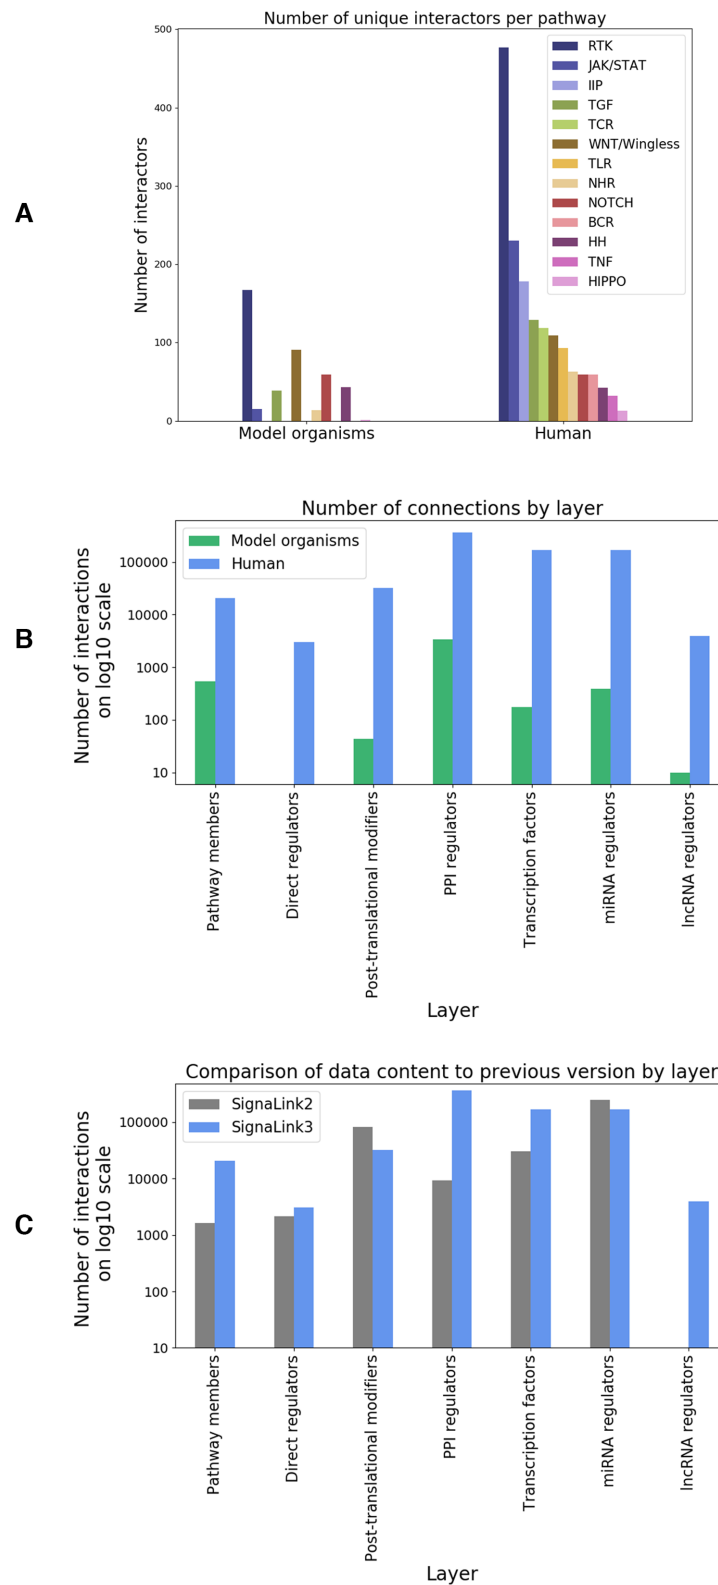 Number of unique interactors per pathway
A
Number of interactors
500
400
300
200
100
0
RTK
JAK/STAT
IIP
TGF
TCR
WNT/Wingless
TLR
NHR
NOTCH
BCR
HH
TNF
HIPPO
Model organisms
Human
Number of connections by layer
B
Number of interactions
on log10 scale
Model organisms
Human
100000
10000
1000
100
10
Pathway members
Direct regulators
Post-translational modifiers
PPI regulators
Transcription factors
miRNA regulators
lncRNA regulators
Layer
Comparison of data content to previous version by layer
C
Number of interactions
on log10 scale
SignaLink2
SignaLink3
100000
10000
1000
100
10
Pathway members
Direct regulators
Post-translational modifiers
PPI regulators
Transcription factors
miRNA regulators
lncRNA regulators
Layer